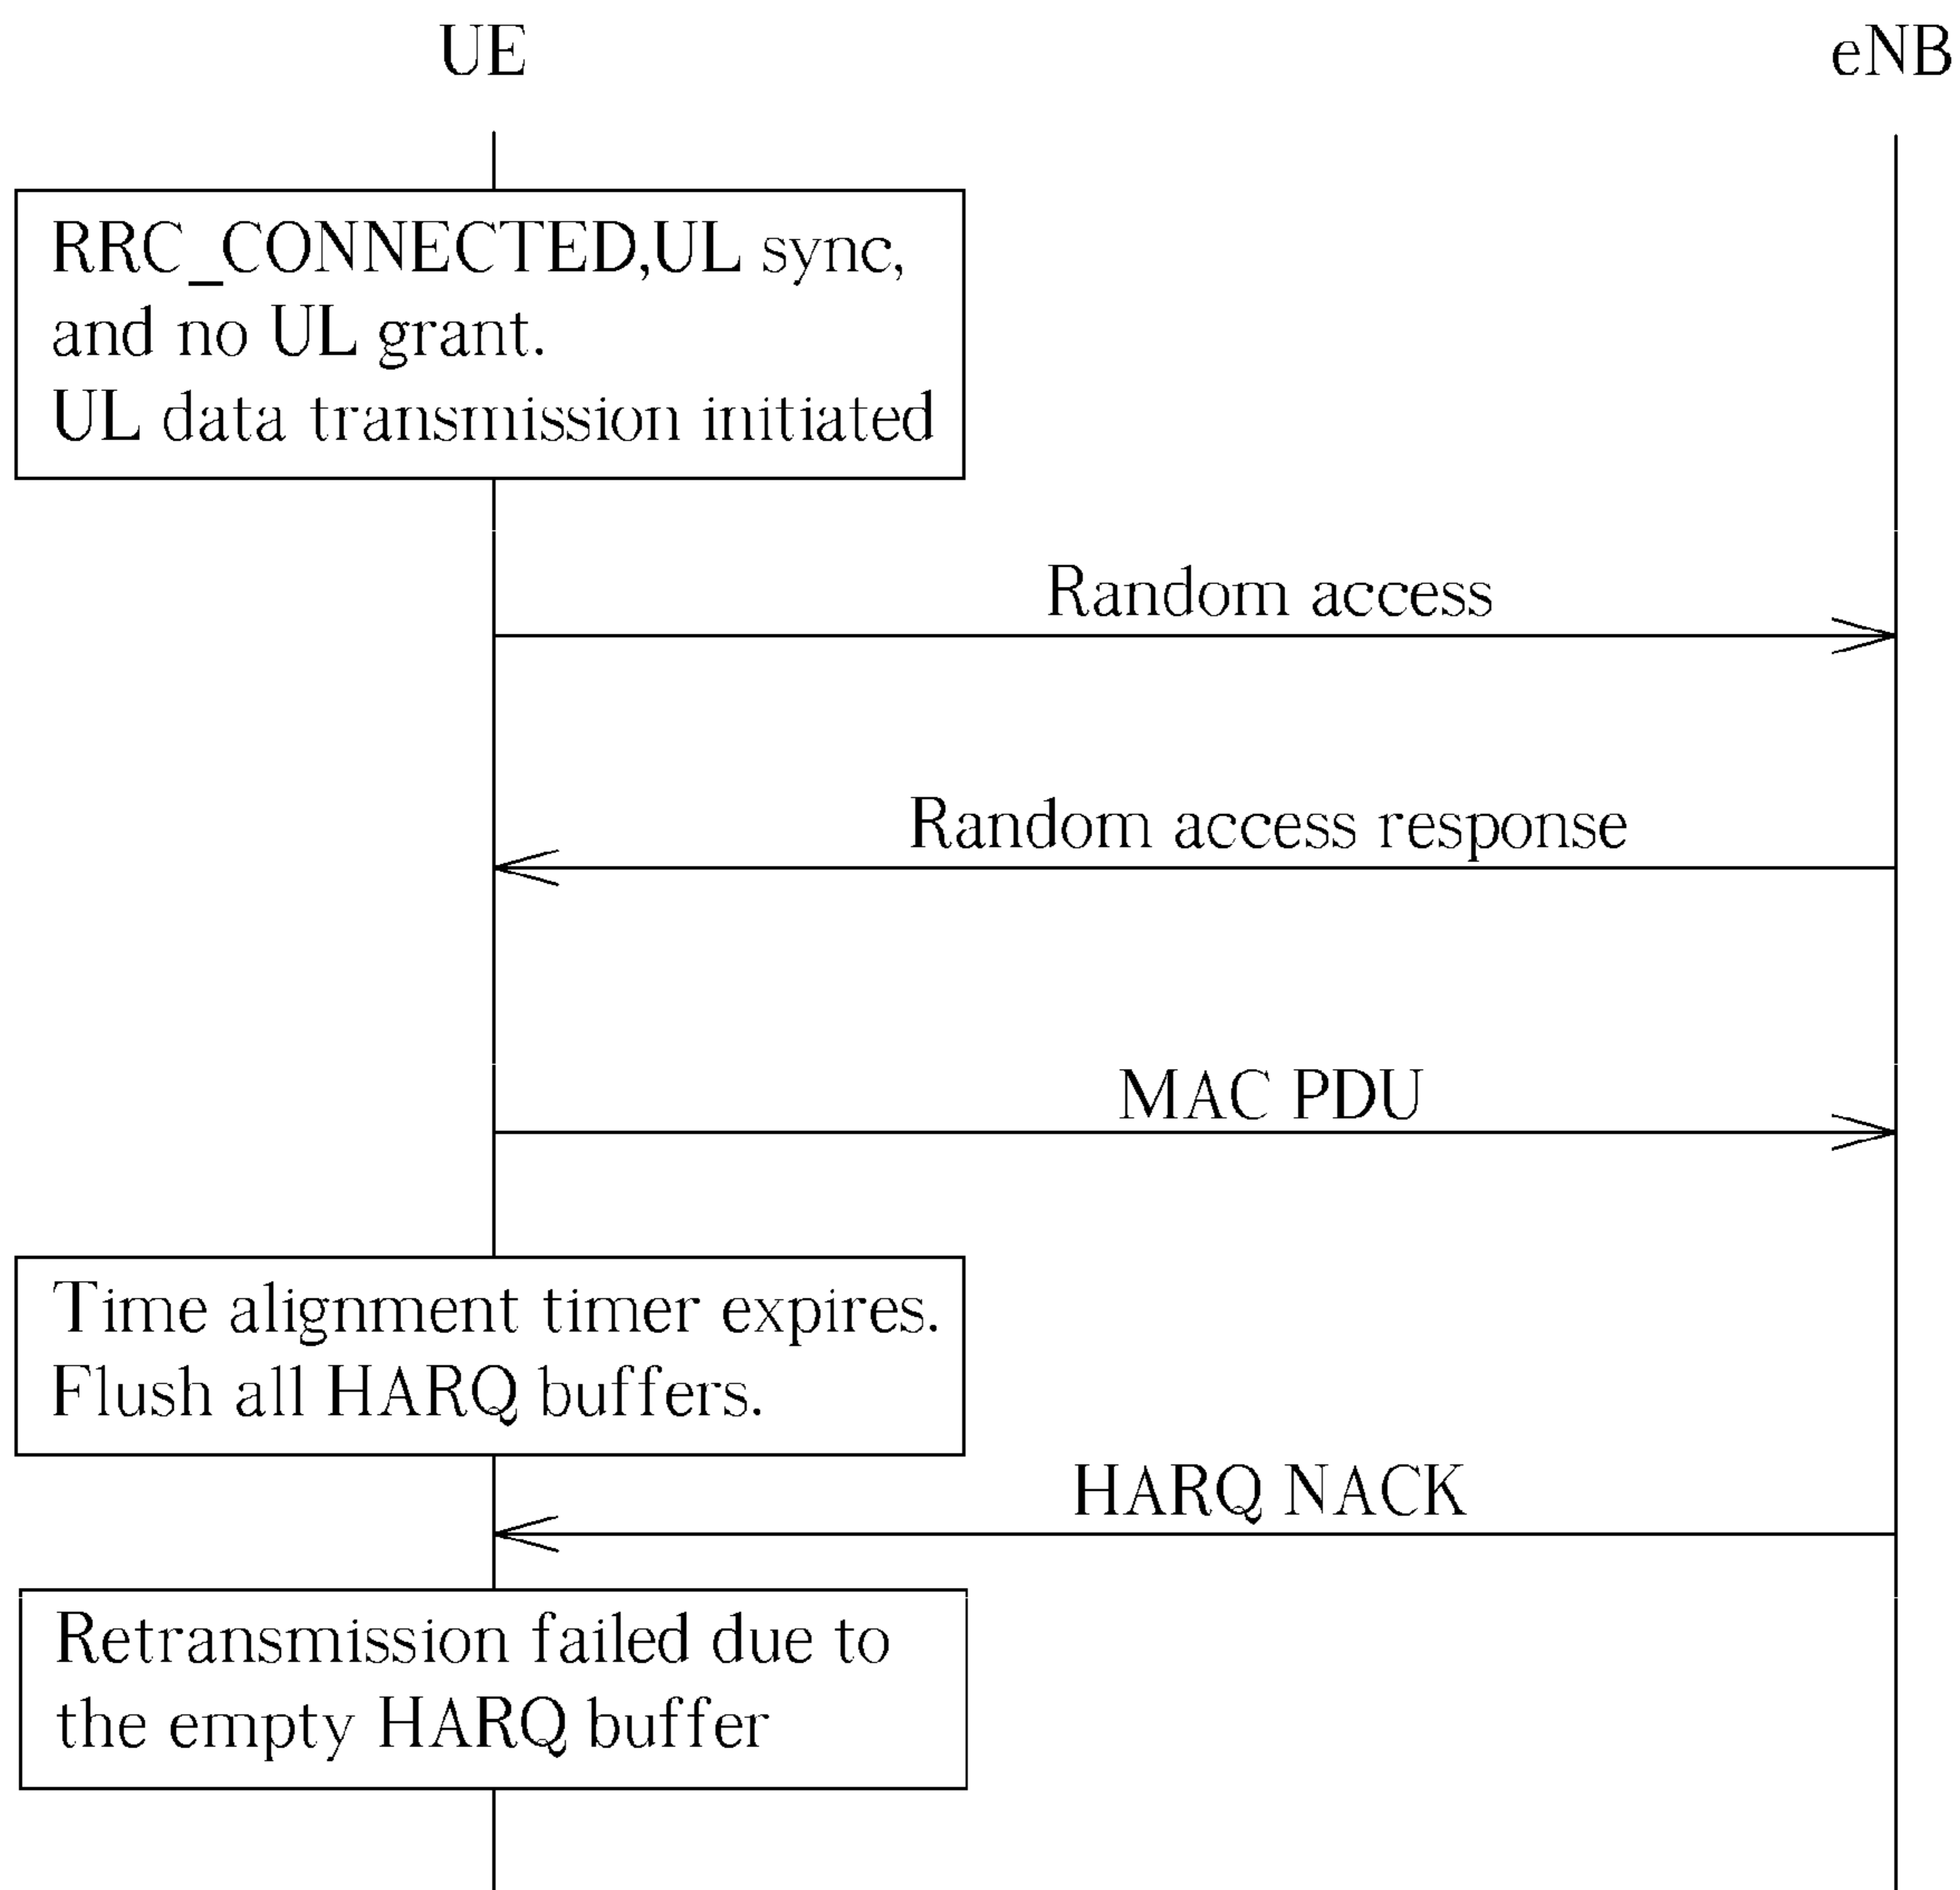 UE
eNB
RRC_CONNECTED,UL sync,
and no UL grant.
UL data transmission initiated
Random access
Random access response
MAC PDU
Time alignment timer expires.
Flush all HARQ buffers.
HARQ NACK
Retransmission failed due to
the empty HARQ buffer